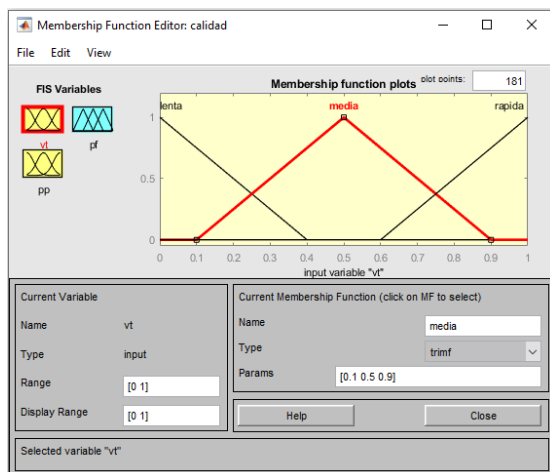 Membership Function Editor: calidad
File Edit View
FIS Variables
vt
pf
pp
Membership function plots
plot points:
181
lenta
media
rapida
1
0.5
0
0 0.1 0.2 0.3 0.4 0.5 0.6 0.7 0.8 0.9 1
input variable "vt"
Current Variable
Name vt
Type input
Range [0 1]
Display Range [0 1]
Current Membership Function (click on MF to select)
Name media
Type trimf
Params [0.1 0.5 0.9]
Help Close
Selected variable "vt"